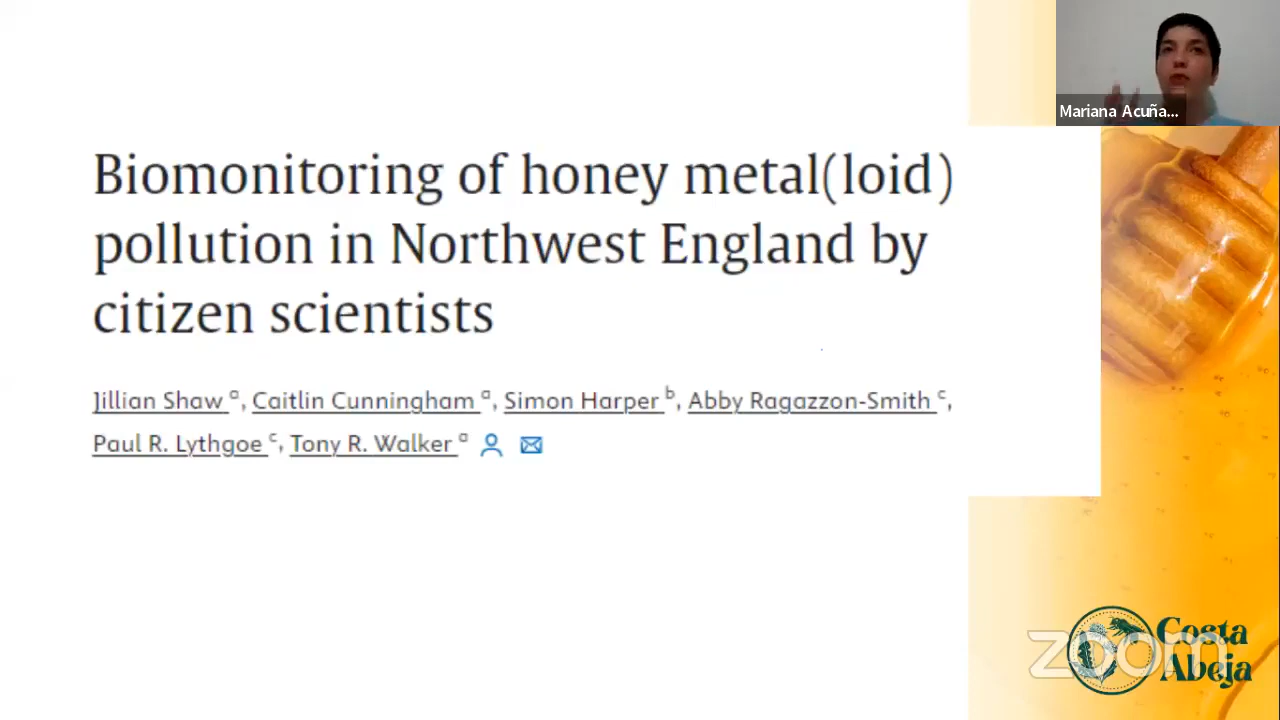 Mariana Acuña...
Biomonitoring of honey metal(loid)
pollution in Northwest England by
citizen scientists
Jillian Shaw a, Caitlin Cunningham a, Simon Harper b, Abby Ragazzon-Smith c,
Paul R. Lythgoe c, Tony R. Walker a
Costa
Abeja
zoom